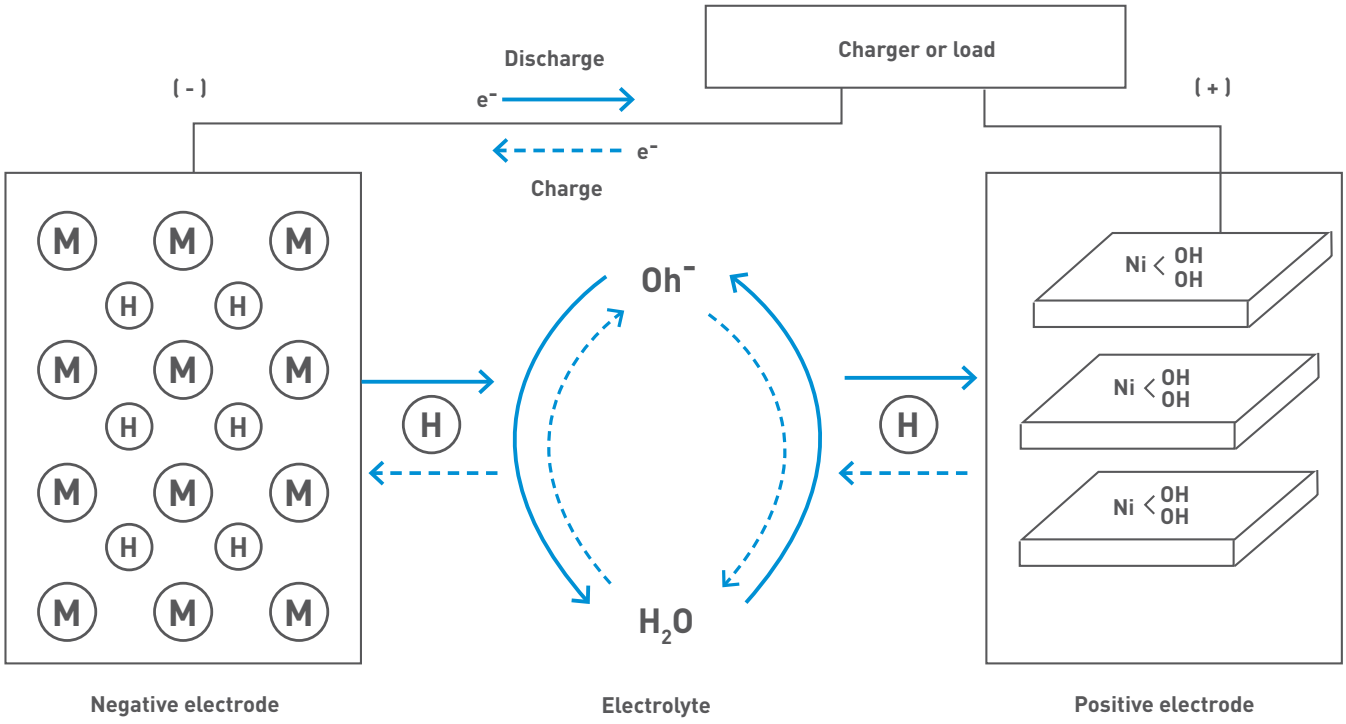 Discharge
Charger or load
( - )
( + )
e⁻
e⁻
Charge
M M M
H H
M M M
H H
M M M
H H
M M M
H
Oh⁻
H₂O
H
Ni < OH
OH
Ni < OH
OH
Ni < OH
OH
Negative electrode
Electrolyte
Positive electrode